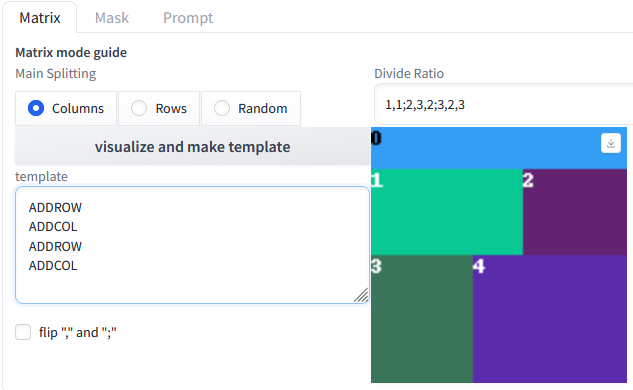 Matrix Mask Prompt
Matrix mode guide
Main Splitting
Columns Rows Random
Divide Ratio
1,1;2,3,2;3,2,3
visualize and make template
template
ADDROW
ADDCOL
ADDROW
ADDCOL
flip "," and ";"
0
1 2
3 4